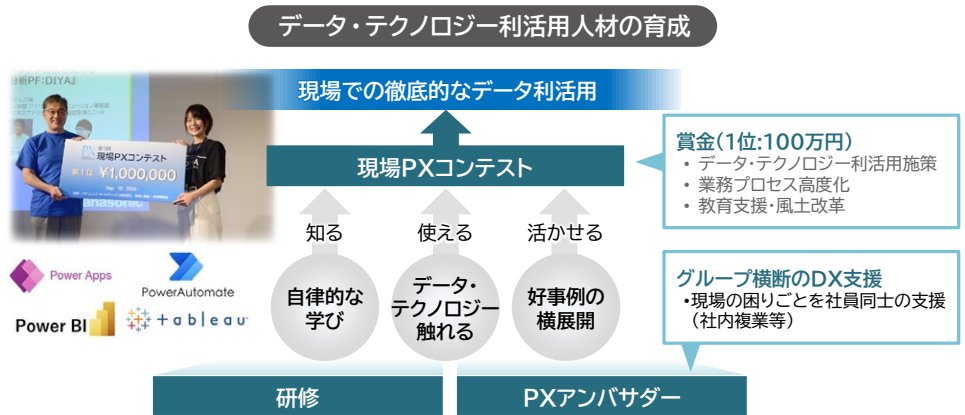 データ・テクノロジー利活用人材の育成
分析PF:DIYA』
現場PXコンテスト
第1位 ¥1,000,000
Panasonic
現場での徹底的なデータ利活用
現場PXコンテスト
賞金(1位:100万円)
• データ・テクノロジー利活用施策
• 業務プロセス高度化
• 教育支援・風土改革
知る
使える
活かせる
Power Apps
PowerAutomate
Power BI
+ableau
自律的な
学び
データ・
テクノロジー
触れる
好事例の
横展開
グループ横断のDX支援
•現場の困りごとを社員同士の支援
(社内複業等)
研修
PXアンバサダー